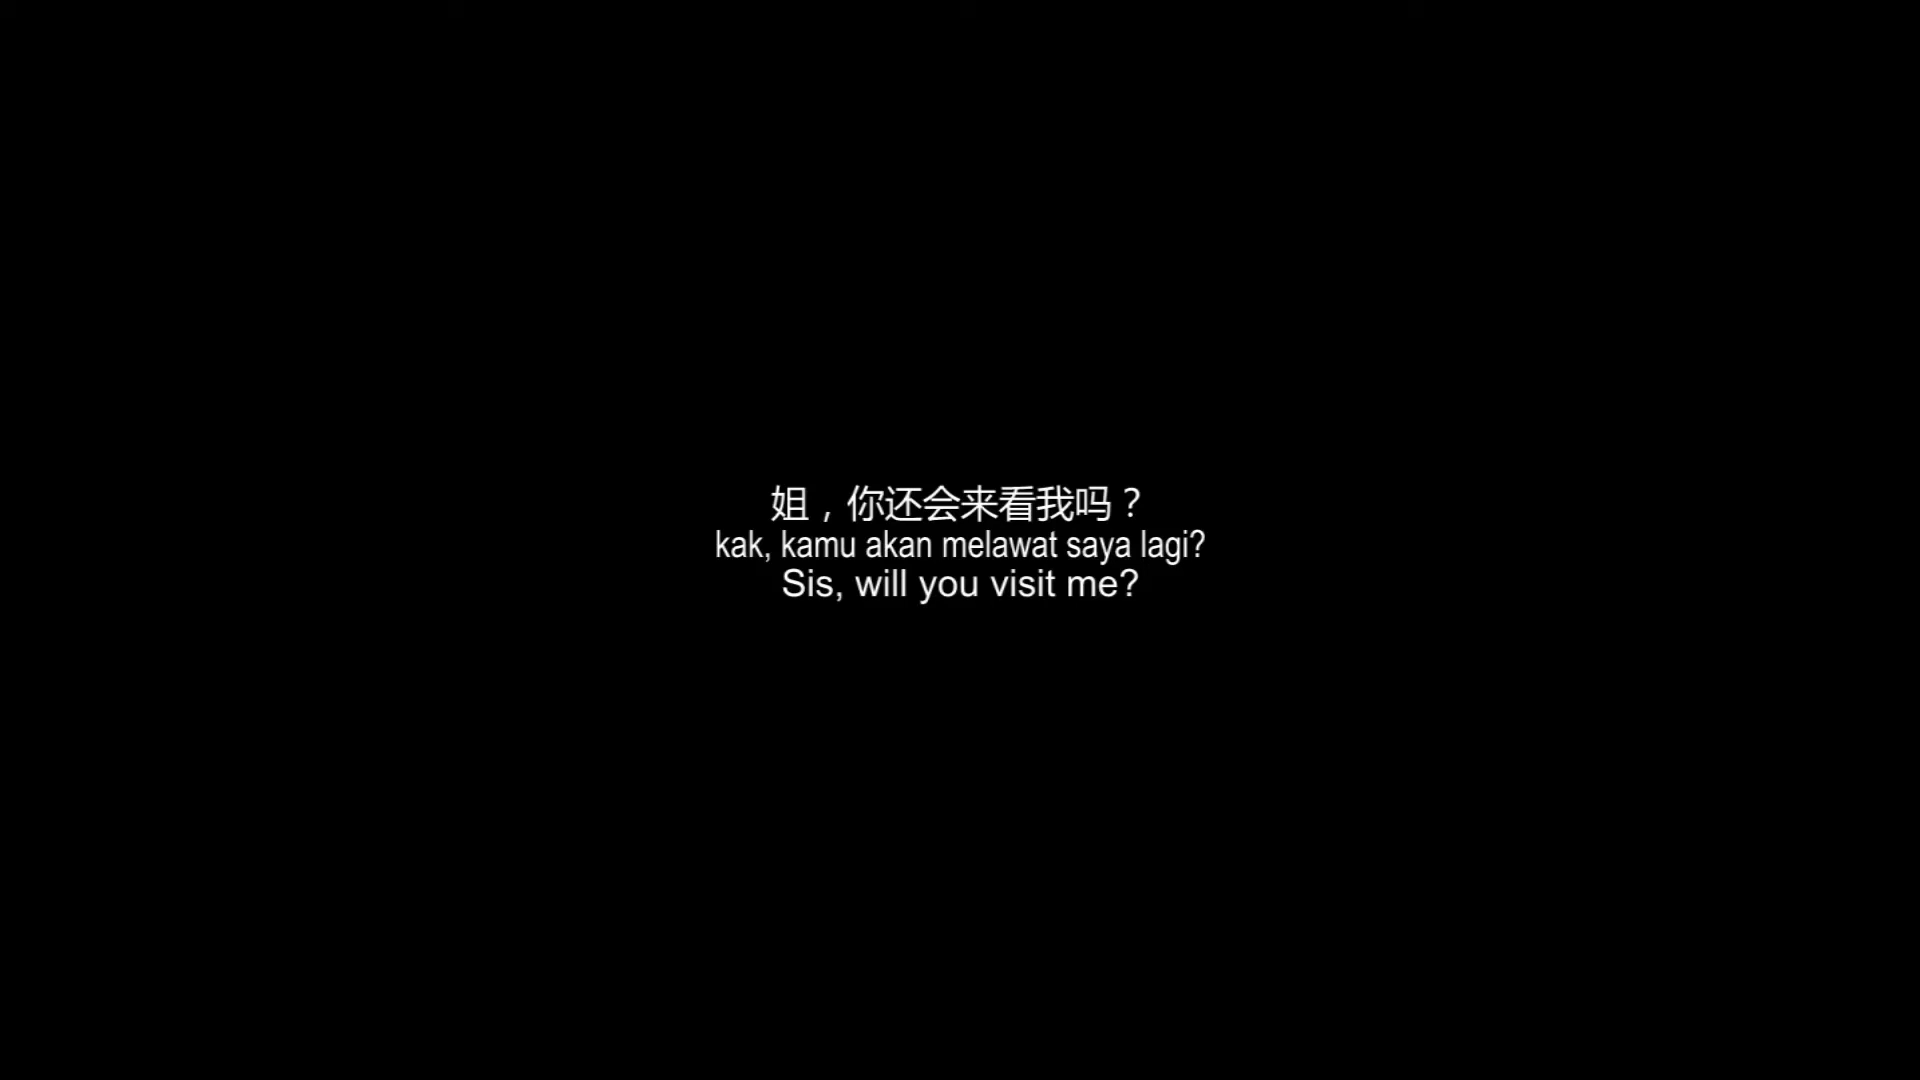 姐，你还会来看我吗？
kak, kamu akan melawat saya lagi?
Sis, will you visit me?